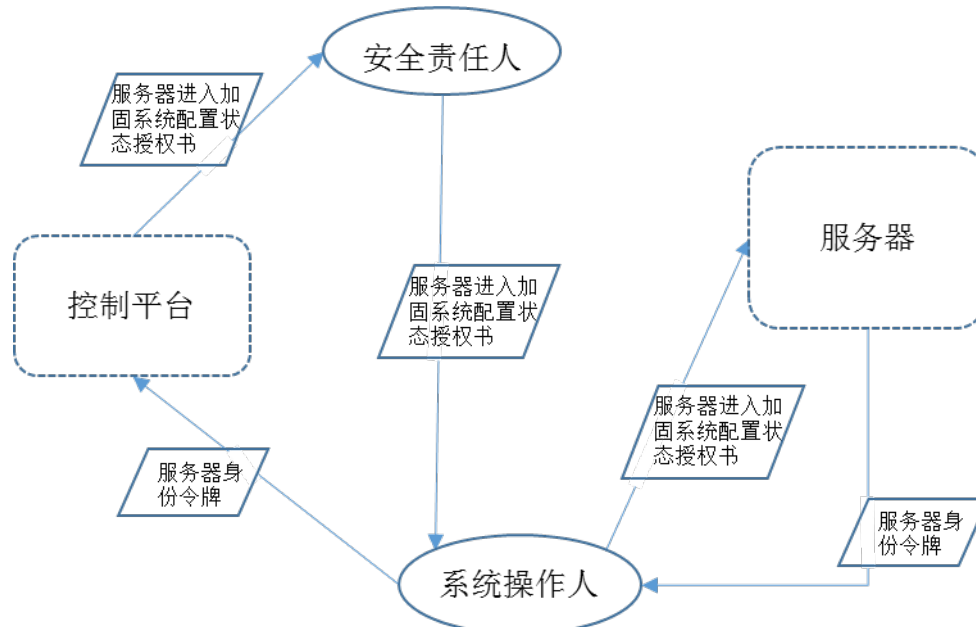 安全责任人
服务器进入加
固系统配置状
态授权书
服务器
控制平台
服务器进入加
固系统配置状
态授权书
服务器进入加
固系统配置状
态授权书
服务器身
份令牌
服务器身
份令牌
系统操作人